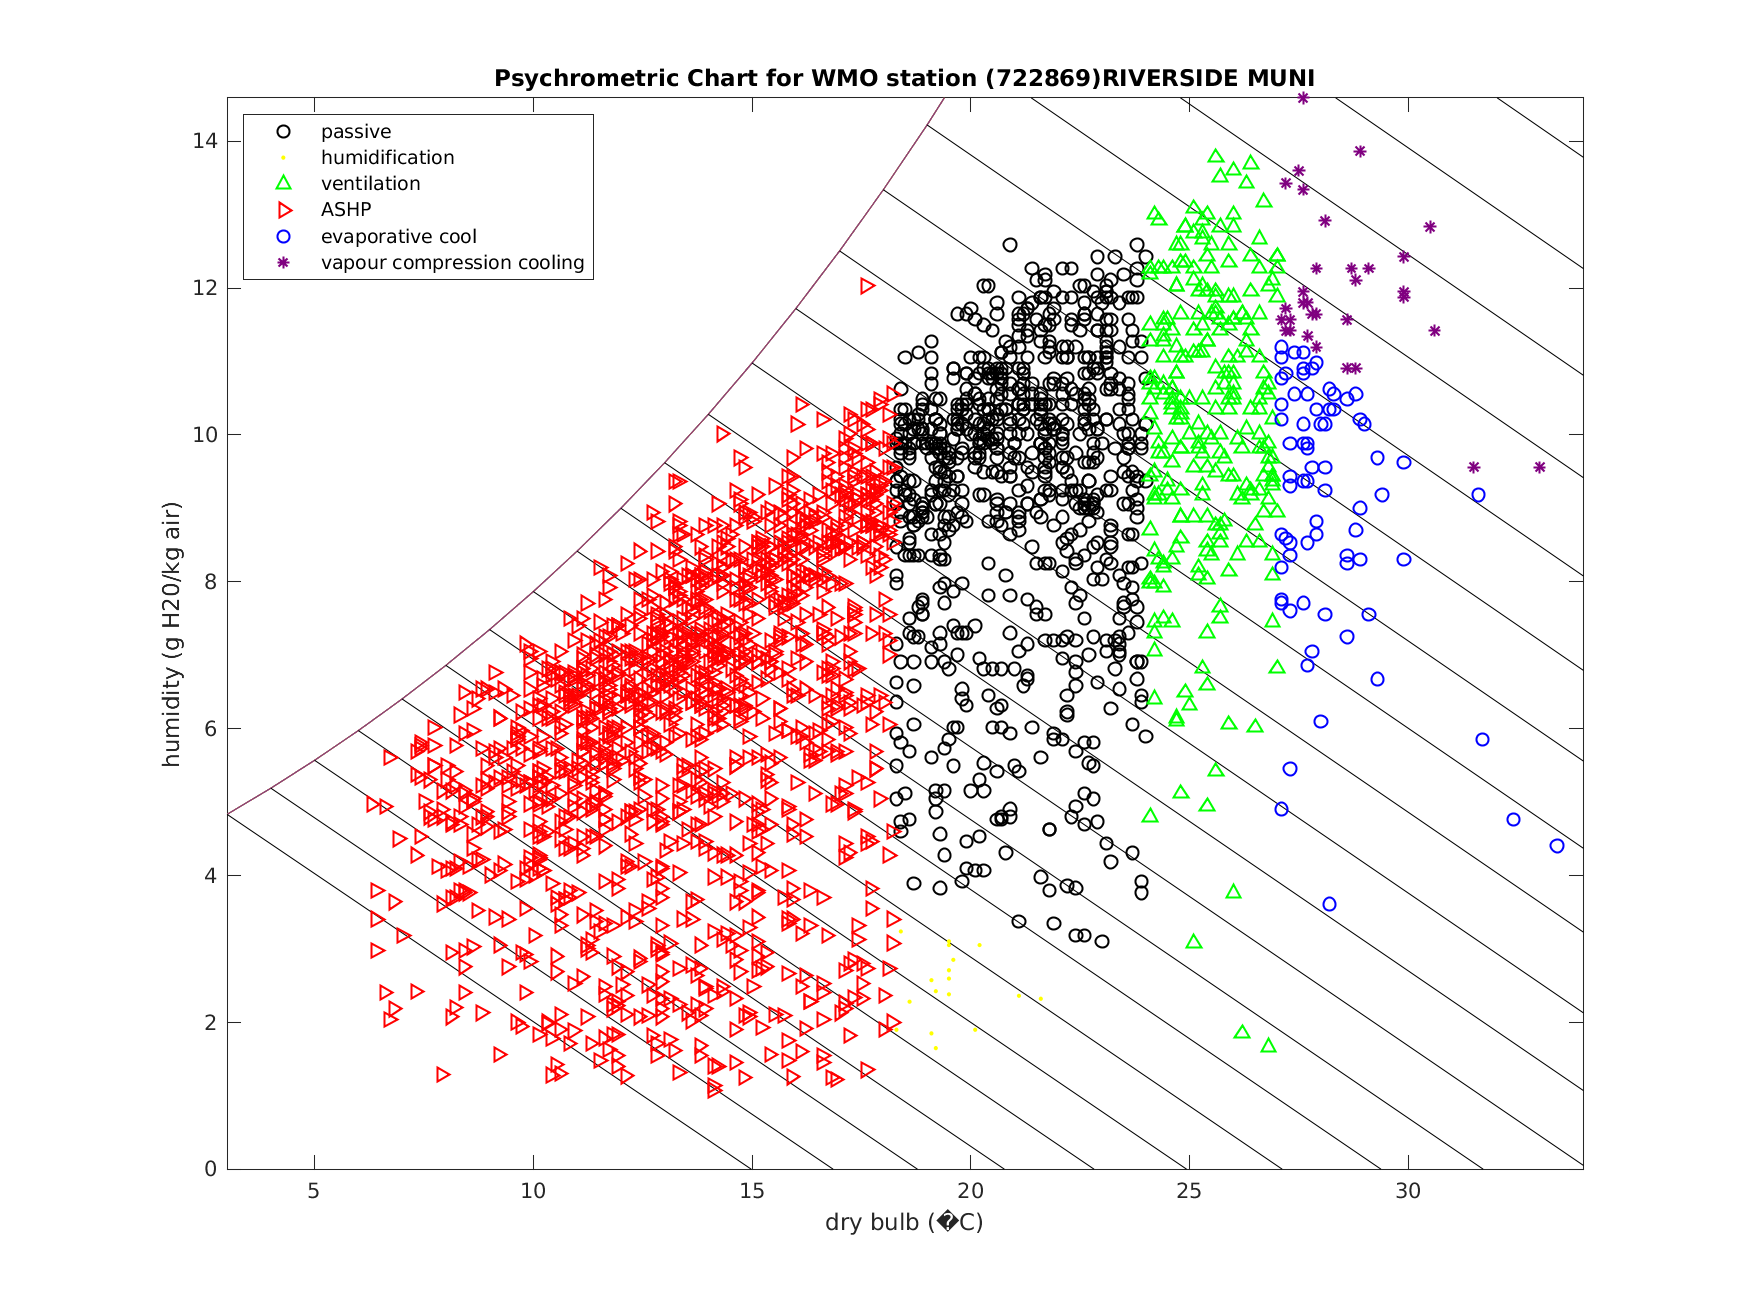 Psychrometric Chart for WMO station (722869)RIVERSIDE MUNI
passive
humidification
ventilation
ASHP
evaporative cool
vapour compression cooling
humidity (g H20/kg air)
14
12
10
8
6
4
2
0
5 10 15 20 25 30
dry bulb (�C)